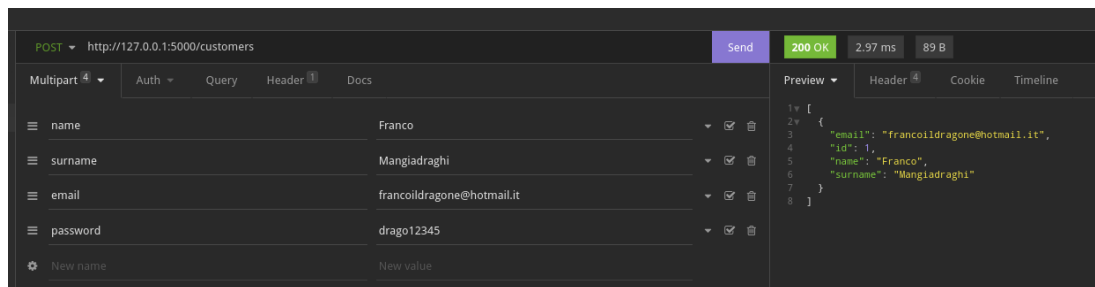 POST http://127.0.0.1:5000/customers Send 200 OK 2.97 ms 89 B
Multipart 4 Auth Query Header 1 Docs Preview Header 4 Cookie Timeline
name Franco
surname Mangiadraghi
email francoildragone@hotmail.it
password drago12345
New name New value
1 [
2 {
3 "email": "francoildragone@hotmail.it",
4 "id": 1,
5 "name": "Franco",
6 "surname": "Mangiadraghi"
7 }
8 ]